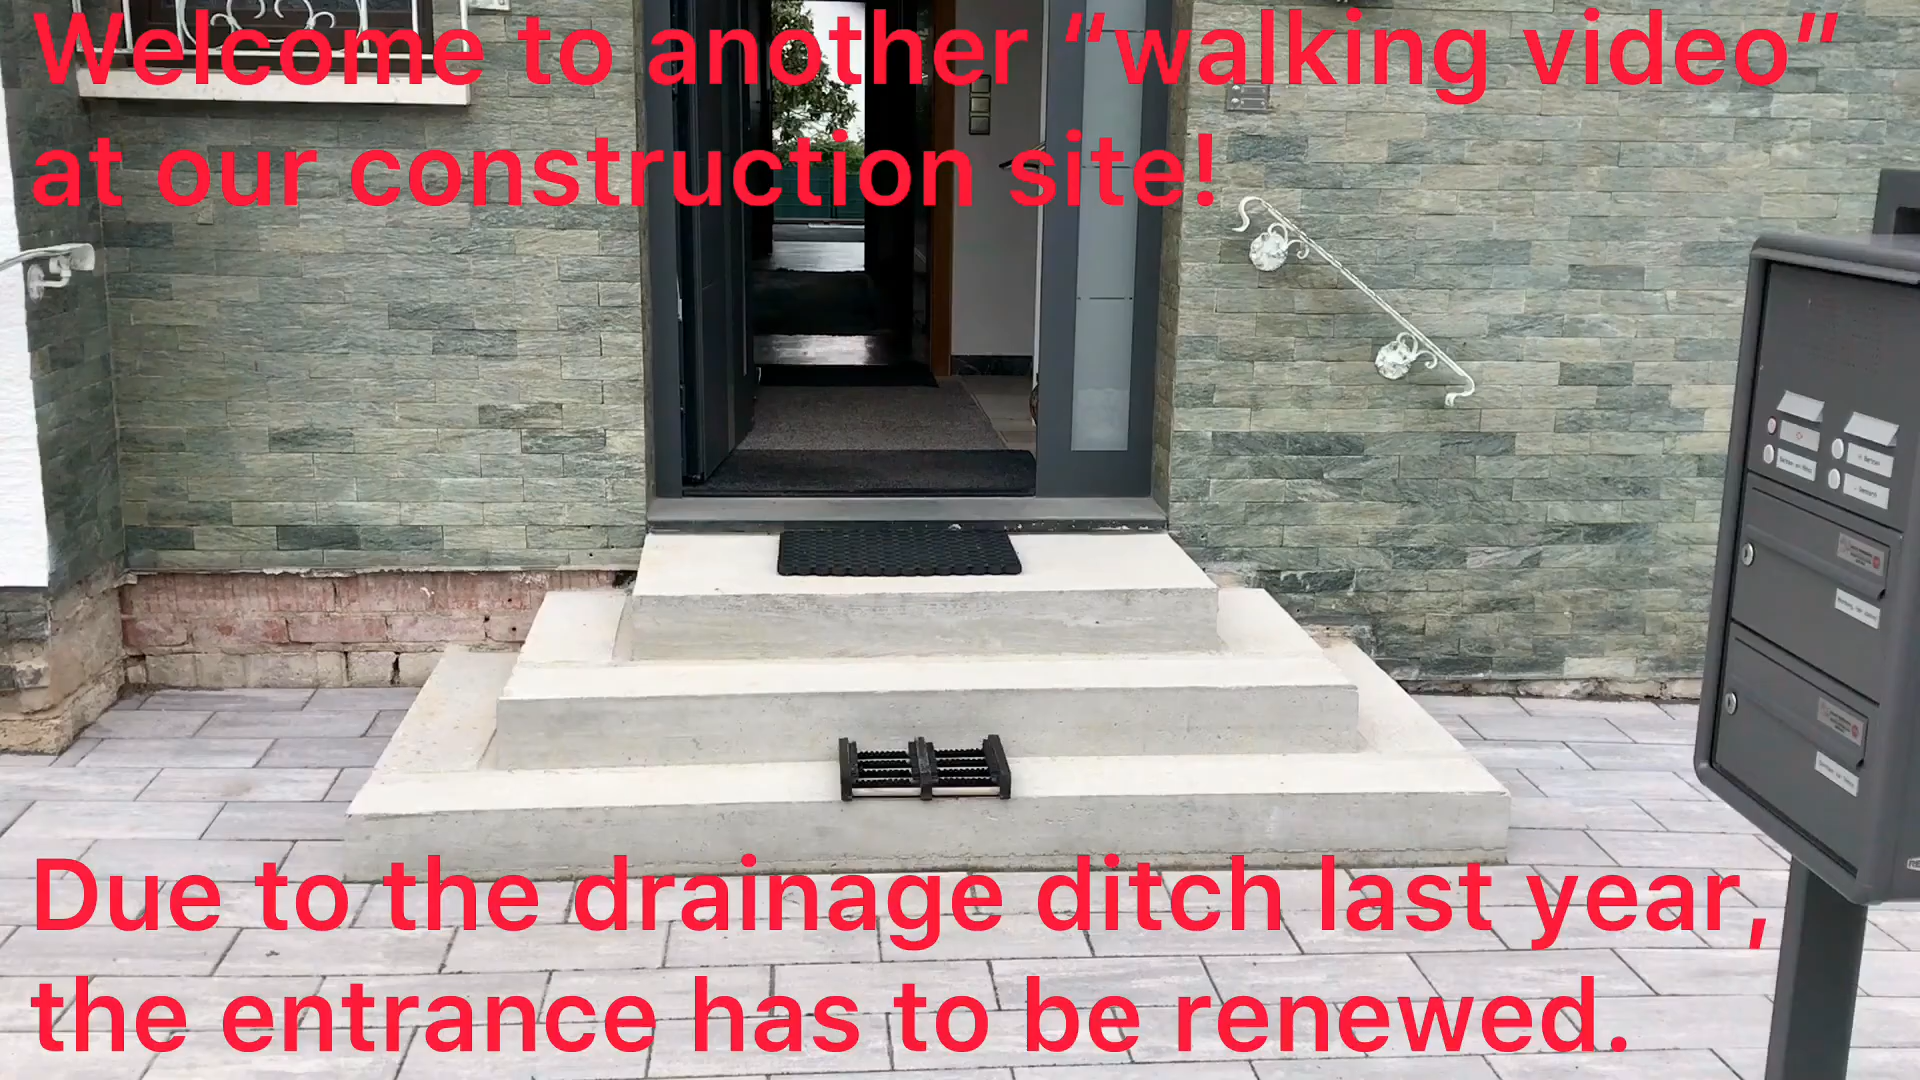 Welcome to another “walking video”
at our construction site!
Due to the drainage ditch last year,
the entrance has to be renewed.